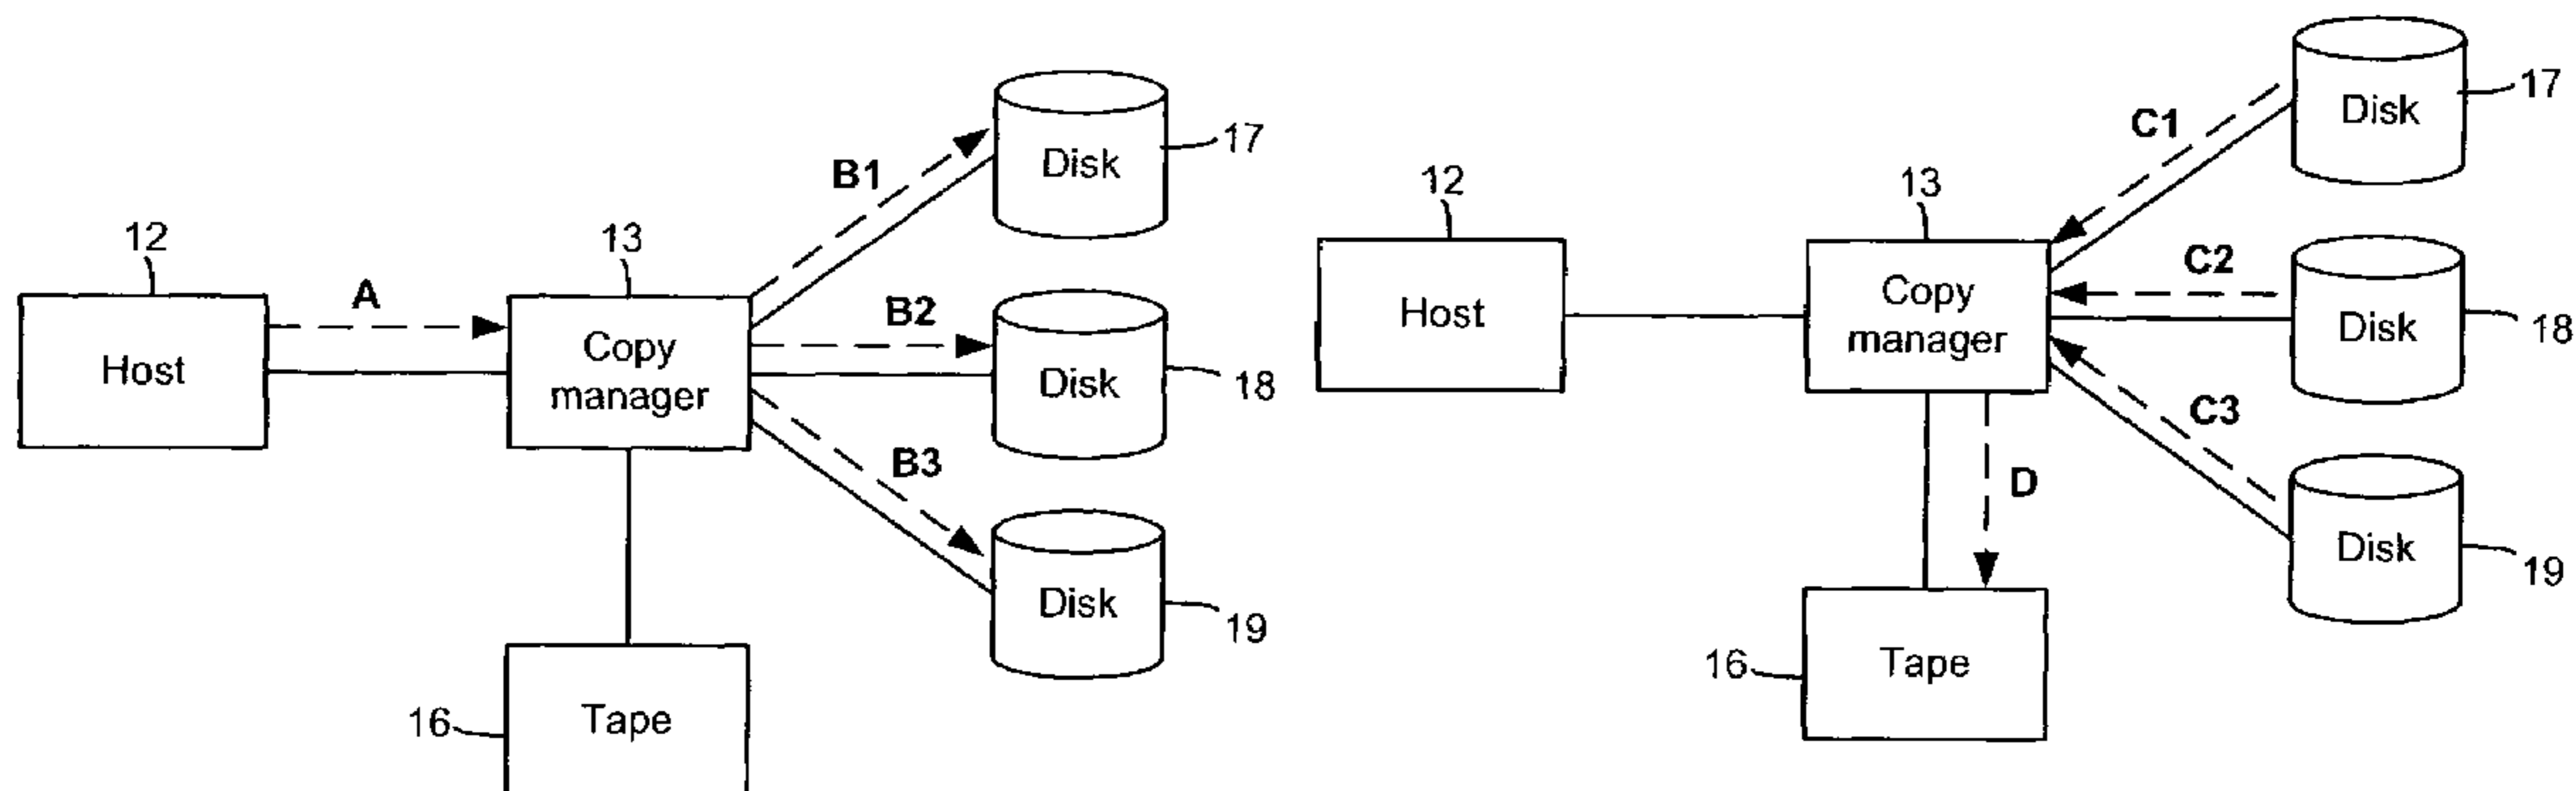 12
Host
A
13
Copy
manager
B1
B2
B3
Disk
17
Disk
18
Disk
19
16
Tape
12
Host
13
Copy
manager
C1
C2
C3
D
Disk
17
Disk
18
Disk
19
16
Tape